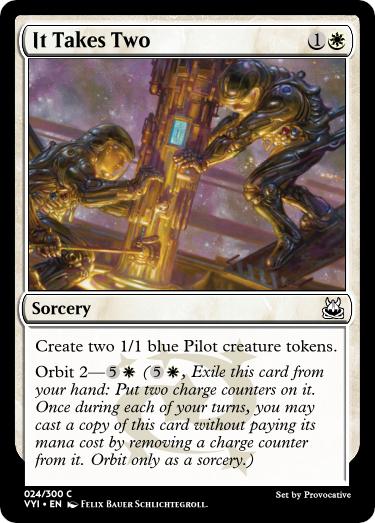 It Takes Two 1
Sorcery
Create two 1/1 blue Pilot creature tokens.
Orbit 2—5 (5, Exile this card from
your hand: Put two charge counters on it.
Once during each of your turns, you may
cast a copy of this card without paying its
mana cost by removing a charge counter
from it. Orbit only as a sorcery.)
024/300 C
VYI • EN Felix Bauer Schlichtegroll.
Set by Provocative